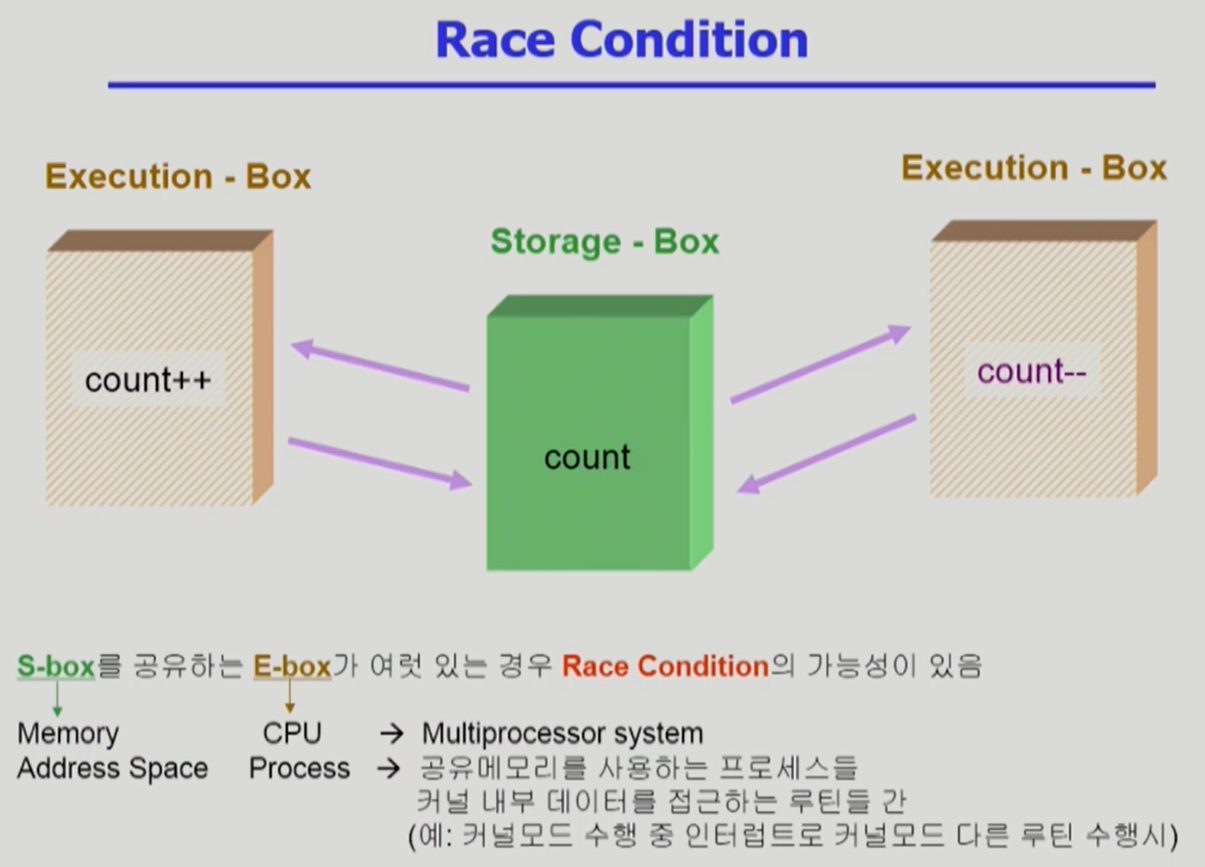 Race Condition
Execution - Box
Execution - Box
Storage - Box
count++
count--
count
S-box를 공유하는 E-box가 여럿 있는 경우 Race Condition의 가능성이 있음
Memory CPU → Multiprocessor system
Address Space Process → 공유메모리를 사용하는 프로세스들
커널 내부 데이터를 접근하는 루틴들 간
(예: 커널모드 수행 중 인터럽트로 커널모드 다른 루틴 수행시)